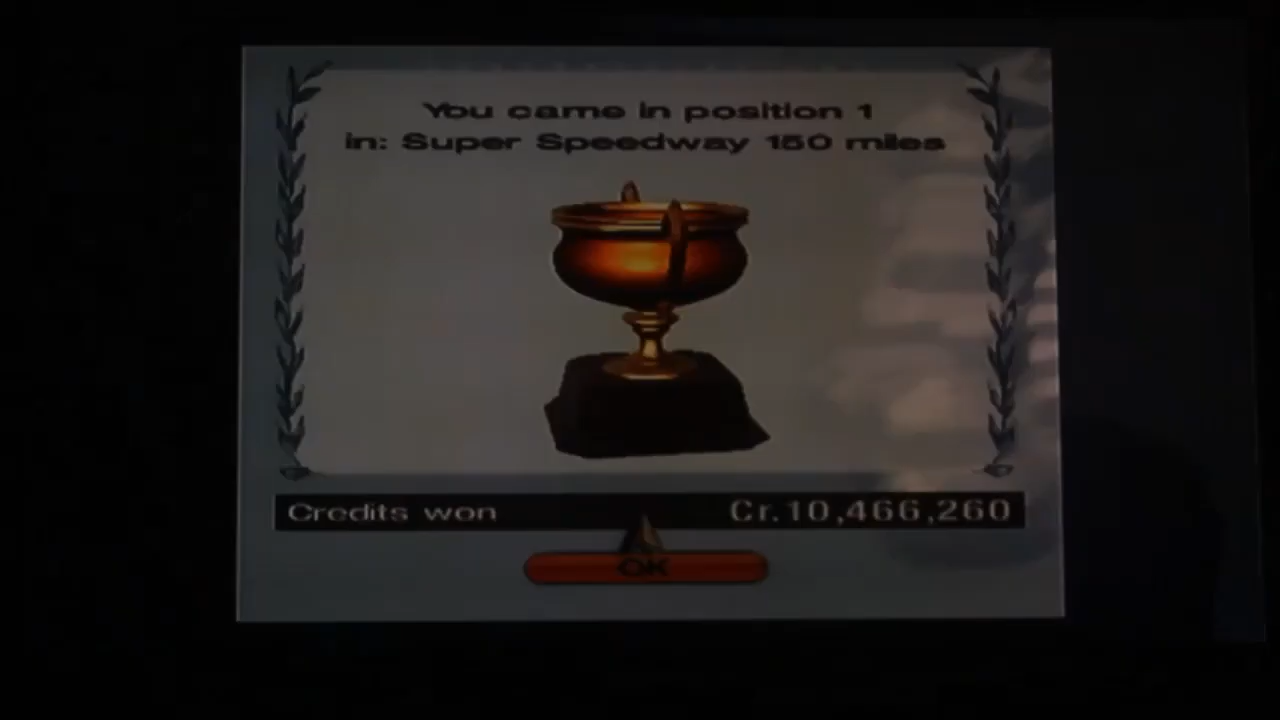 You came in position 1
in: Super Speedway 150 miles
Credits won
Cr.10,466,260
OK